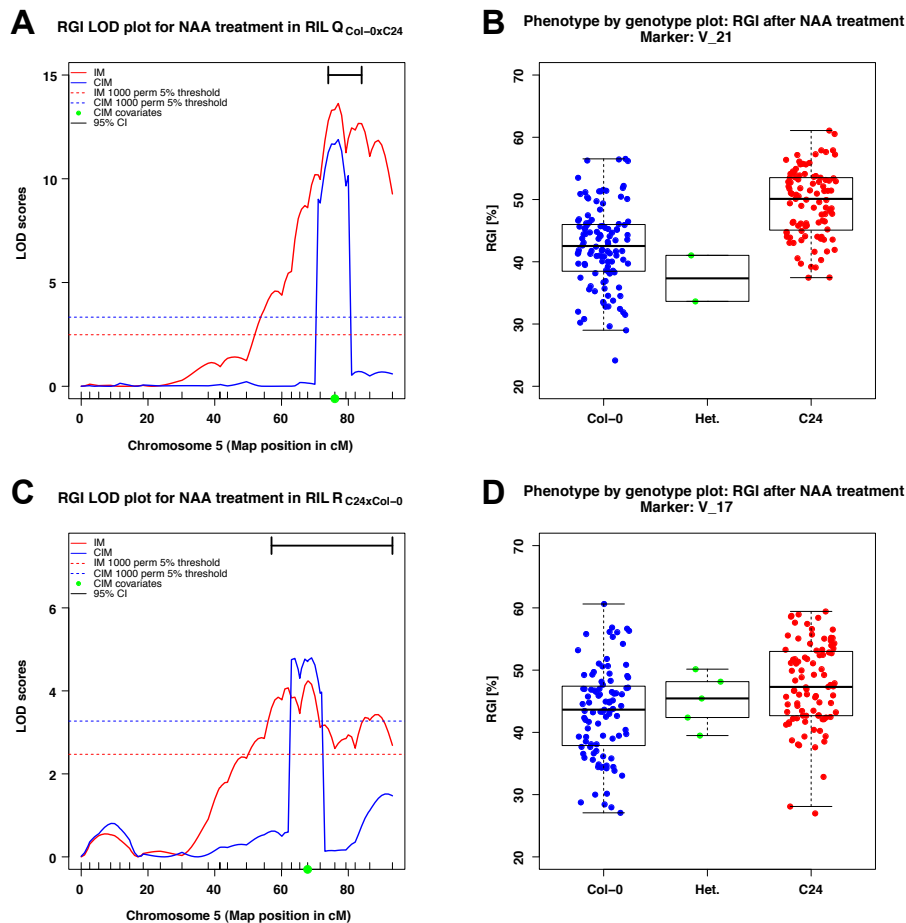 A
RGI LOD plot for NAA treatment in RIL Q Col−0xC24
IM
CIM
IM 1000 perm 5% threshold
CIM 1000 perm 5% threshold
CIM covariates
95% CI
15
10
5
0
LOD scores
0 20 40 60 80
Chromosome 5 (Map position in cM)
B
Phenotype by genotype plot: RGI after NAA treatment
Marker: V_21
70
60
50
40
30
20
RGI [%]
Col−0 Het. C24
C
RGI LOD plot for NAA treatment in RIL R C24xCol−0
IM
CIM
IM 1000 perm 5% threshold
CIM 1000 perm 5% threshold
CIM covariates
95% CI
6
4
2
0
LOD scores
0 20 40 60 80
Chromosome 5 (Map position in cM)
D
Phenotype by genotype plot: RGI after NAA treatment
Marker: V_17
70
60
50
40
30
20
RGI [%]
Col−0 Het. C24